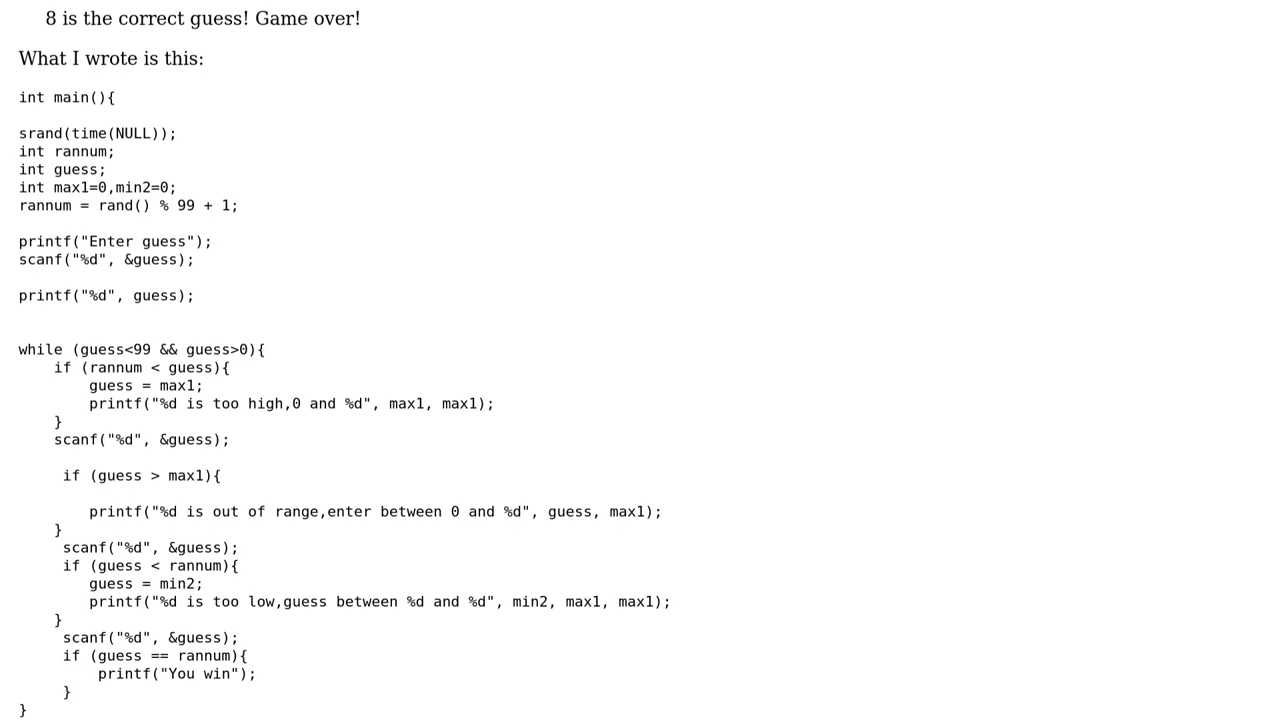 8 is the correct guess! Game over!
What I wrote is this:
int main(){
srand(time(NULL));
int rannum;
int guess;
int max1=0,min2=0;
rannum = rand() % 99 + 1;
printf("Enter guess");
scanf("%d", &guess);
printf("%d", guess);
while (guess<99 && guess>0){
    if (rannum < guess){
        guess = max1;
        printf("%d is too high,0 and %d", max1, max1);
    }
    scanf("%d", &guess);
     if (guess > max1){
        printf("%d is out of range,enter between 0 and %d", guess, max1);
    }
     scanf("%d", &guess);
     if (guess < rannum){
        guess = min2;
        printf("%d is too low,guess between %d and %d", min2, max1, max1);
    }
     scanf("%d", &guess);
     if (guess == rannum){
         printf("You win");
     }
}